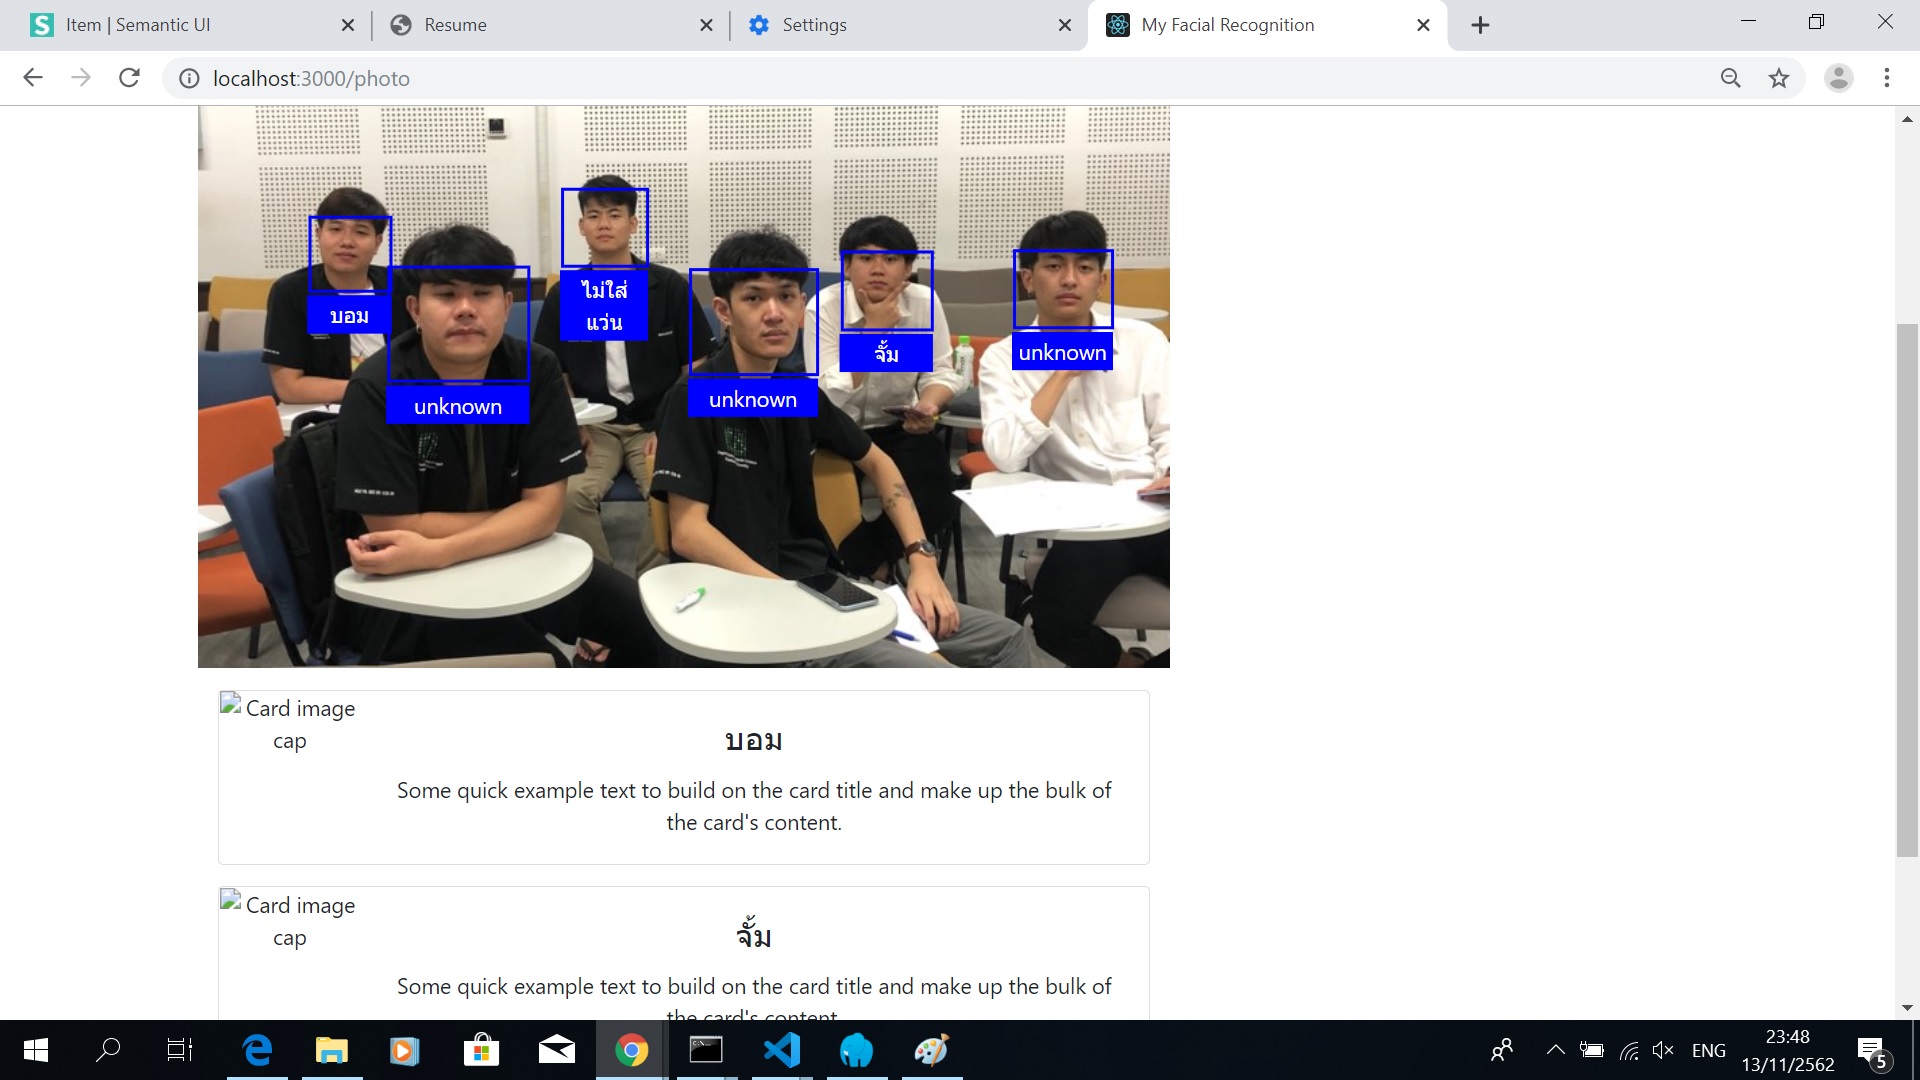 Item | Semantic UI
Resume
Settings
My Facial Recognition
localhost:3000/photo
บอม
unknown
ไม่ใส่
แว่น
unknown
จั้ม
unknown
Card image
cap
บอม
Some quick example text to build on the card title and make up the bulk of
the card's content.
Card image
cap
จั้ม
Some quick example text to build on the card title and make up the bulk of
the card's content.
ENG
23:48
13/11/2562
5